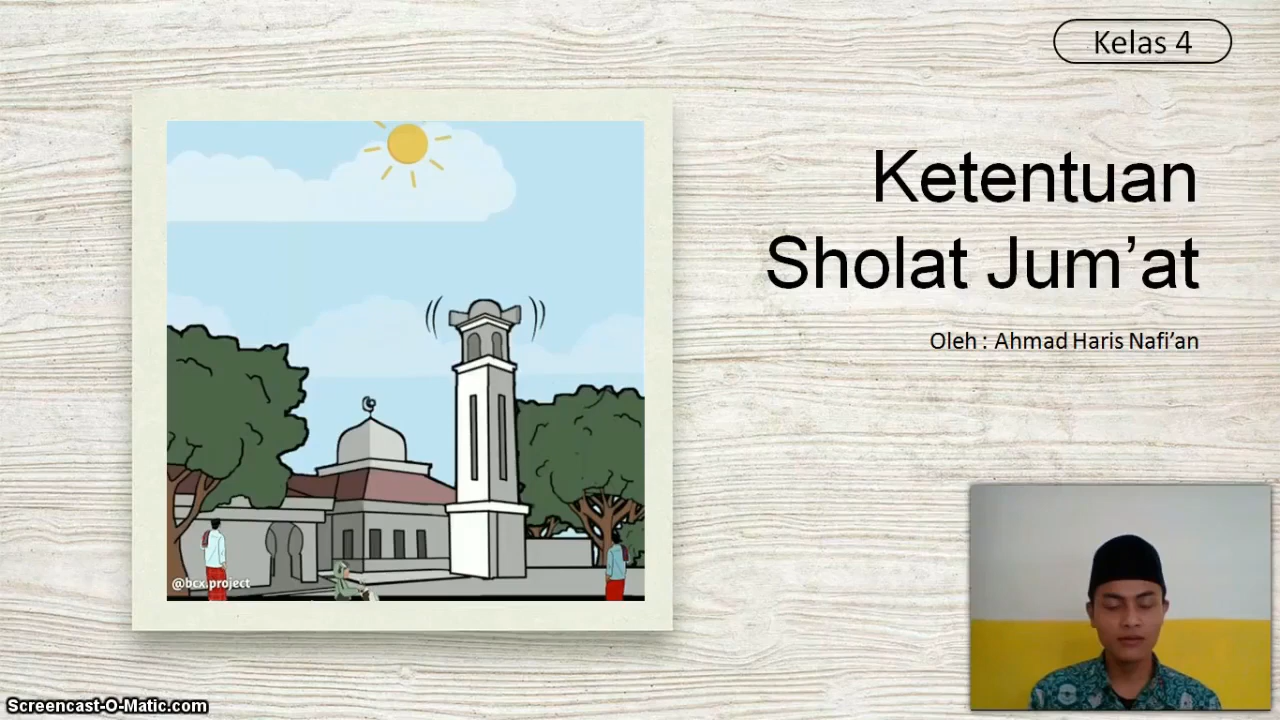 Kelas 4
Ketentuan
Sholat Jum’at
Oleh : Ahmad Haris Nafi’an
@bcx.project
Screencast-O-Matic.com